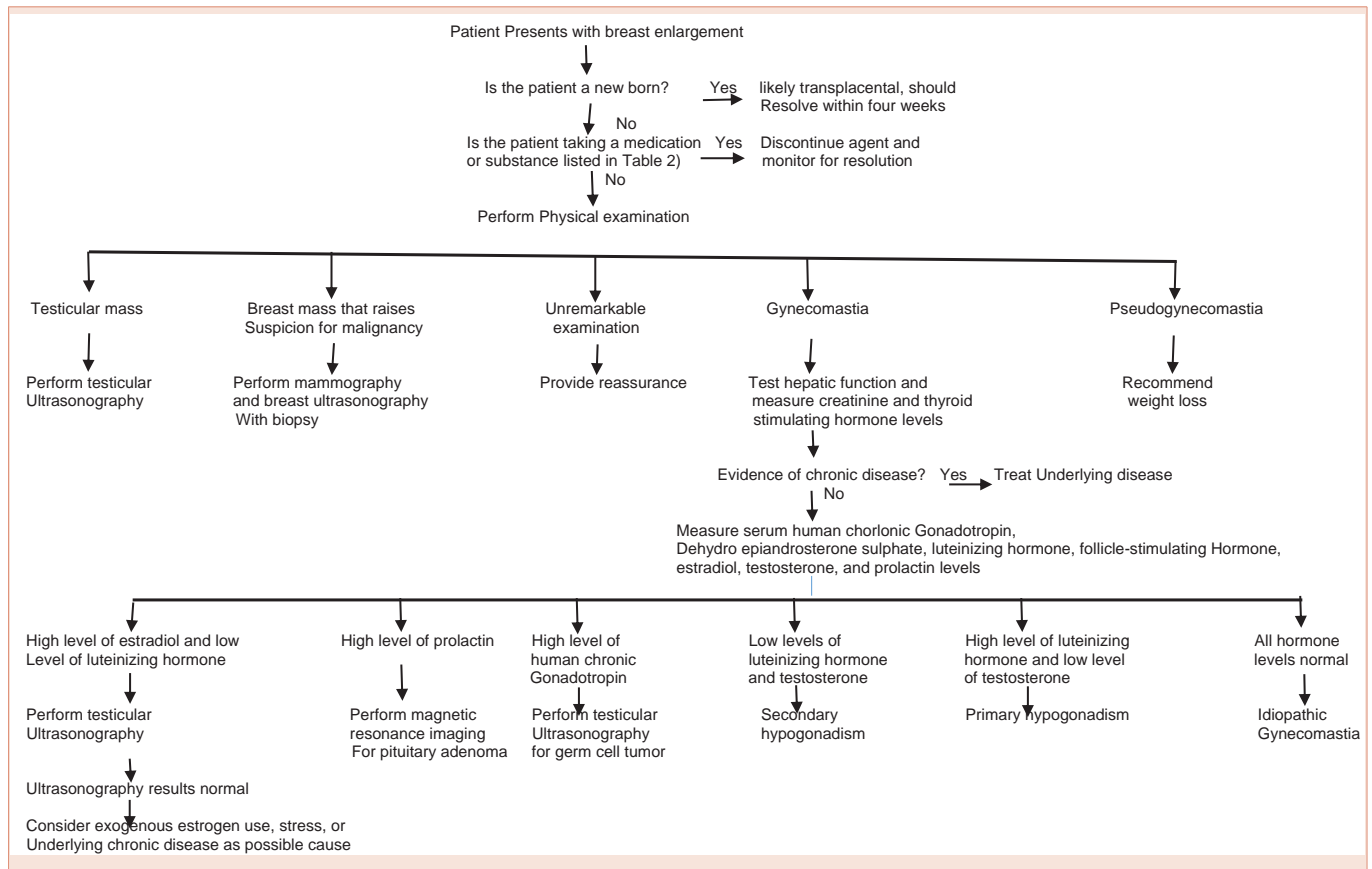 Patient Presents with breast enlargement
Is the patient a new born?
Yes
likely transplacental, should
Resolve within four weeks
No
Is the patient taking a medication
or substance listed in Table 2)
Yes
Discontinue agent and
monitor for resolution
No
Perform Physical examination
Testicular mass
Breast mass that raises
Suspicion for malignancy
Unremarkable
examination
Gynecomastia
Pseudogynecomastia
Perform testicular
Ultrasonography
Perform mammography
and breast ultrasonography
With biopsy
Provide reassurance
Test hepatic function and
measure creatinine and thyroid
stimulating hormone levels
Recommend
weight loss
Evidence of chronic disease?
Yes
Treat Underlying disease
No
Measure serum human chorlonic Gonadotropin,
Dehydro epiandrosterone sulphate, luteinizing hormone, follicle-stimulating Hormone,
estradiol, testosterone, and prolactin levels
High level of estradiol and low
Level of luteinizing hormone
High level of prolactin
High level of
human chronic
Gonadotropin
Low levels of
luteinizing hormone
and testosterone
High level of luteinizing
hormone and low level
of testosterone
All hormone
levels normal
Perform testicular
Ultrasonography
Perform magnetic
resonance imaging
For pituitary adenoma
Perform testicular
Ultrasonography
for germ cell tumor
Secondary
hypogonadism
Primary hypogonadism
Idiopathic
Gynecomastia
Ultrasonography results normal
Consider exogenous estrogen use, stress, or
Underlying chronic disease as possible cause